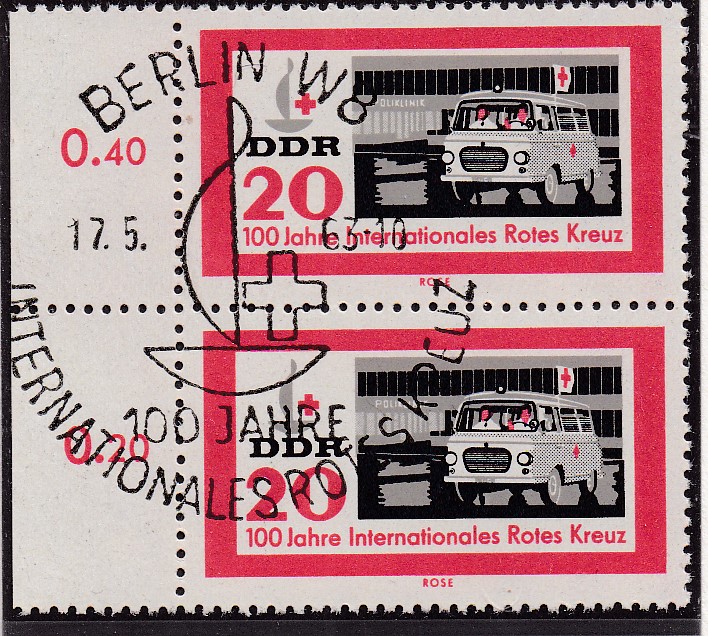 BERLIN W8
0.40
POLIKLINIK
DDR
20
17.5. 63-10
100 Jahre Internationales Rotes Kreuz
ROSE
INTERNATIONALES ROTES KREUZ
100 JAHRE
0.20
DDR
20
100 Jahre Internationales Rotes Kreuz
ROSE